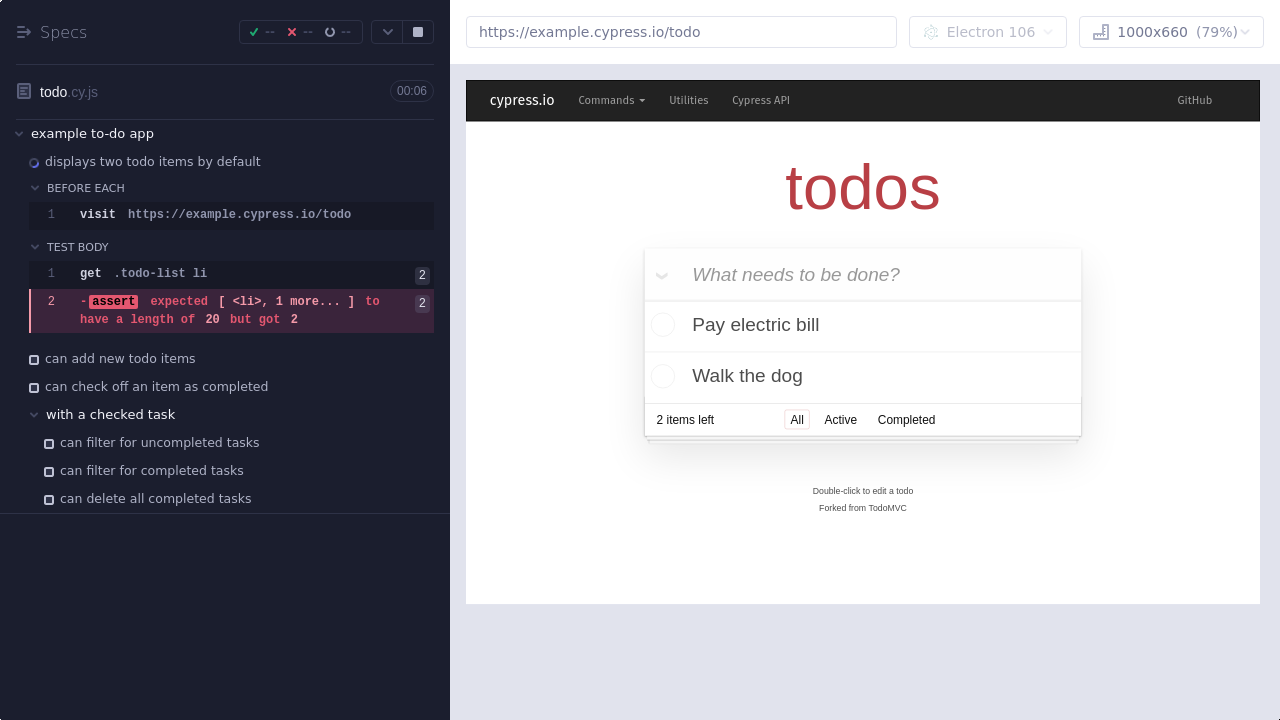 Specs
--
--
--
todo.cy.js
00:06
example to-do app
displays two todo items by default
BEFORE EACH
1 visit https://example.cypress.io/todo
TEST BODY
1 get .todo-list li 2
2 -assert expected [ <li>, 1 more... ] to 2
have a length of 20 but got 2
can add new todo items
can check off an item as completed
with a checked task
can filter for uncompleted tasks
can filter for completed tasks
can delete all completed tasks
https://example.cypress.io/todo
Electron 106
1000x660 (79%)
cypress.io Commands Utilities Cypress API GitHub
todos
What needs to be done?
Pay electric bill
Walk the dog
2 items left All Active Completed
Double-click to edit a todo
Forked from TodoMVC